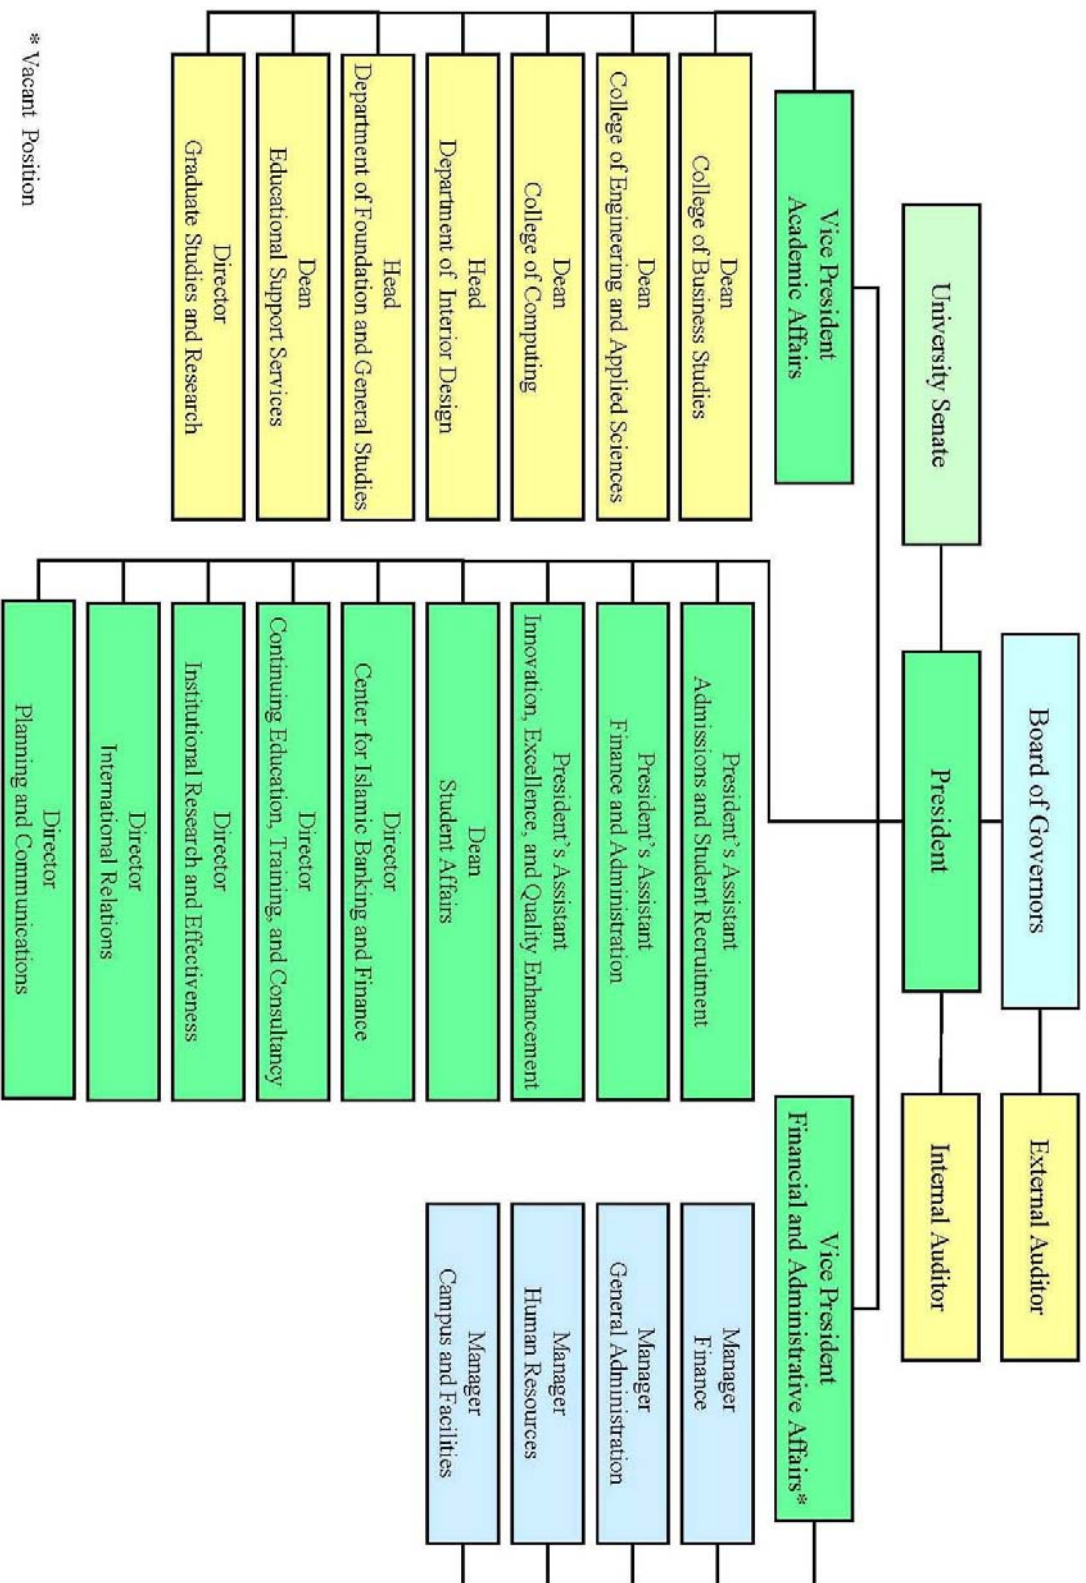 Board of Governors
External Auditor
University Senate
President
Internal Auditor
Vice President
Academic Affairs
Vice President
Financial and Administrative Affairs*
Dean
College of Business Studies
Dean
College of Engineering and Applied Sciences
Dean
College of Computing
Head
Department of Interior Design
Head
Department of Foundation and General Studies
Dean
Educational Support Services
Director
Graduate Studies and Research
President's Assistant
Admissions and Student Recruitment
President's Assistant
Finance and Administration
President's Assistant
Innovation, Excellence, and Quality Enhancement
Dean
Student Affairs
Director
Center for Islamic Banking and Finance
Director
Continuing Education, Training, and Consultancy
Director
Institutional Research and Effectiveness
Director
International Relations
Director
Planning and Communications
Manager
Finance
Manager
General Administration
Manager
Human Resources
Manager
Campus and Facilities
* Vacant Position